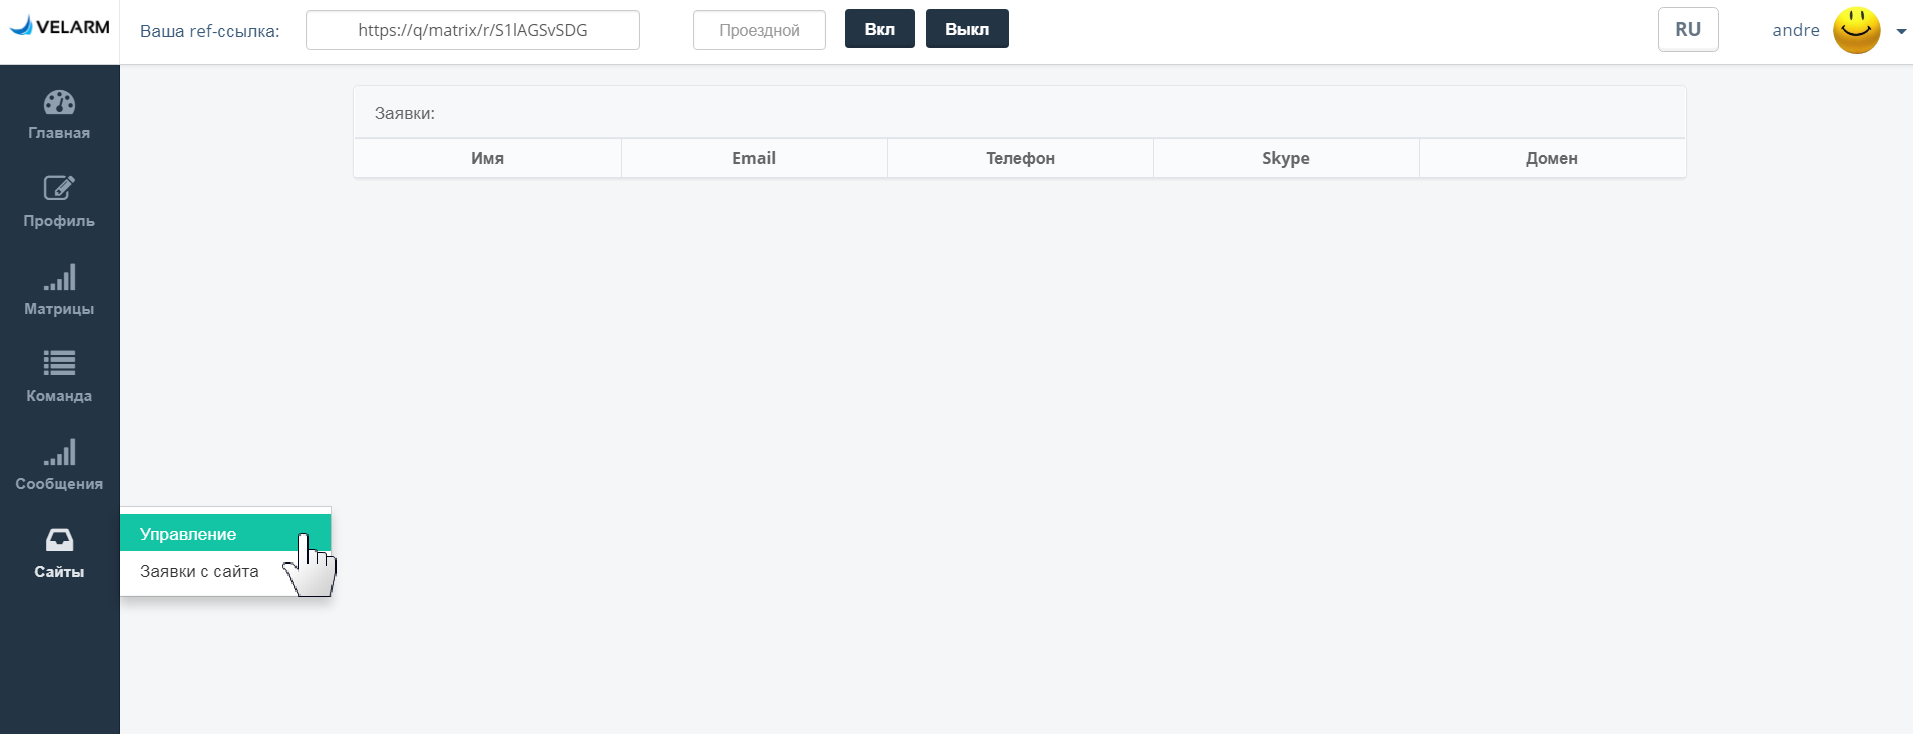 VELARM
Ваша ref-ссылка:
https://q/matrix/r/S1lAGSvSDG
Проездной
Вкл
Выкл
RU
andre
Главная
Профиль
Матрицы
Команда
Сообщения
Сайты
Управление
Заявки с сайта
Заявки:
Имя Email Телефон Skype Домен